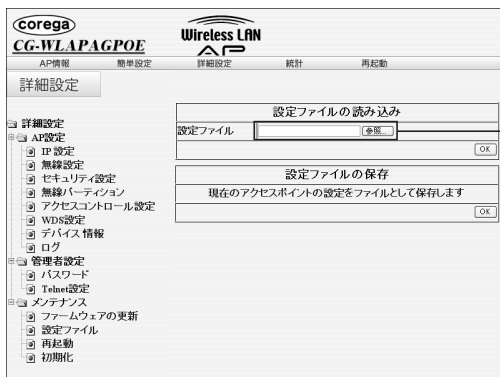 corega
CG-WLAPAGPOE
Wireless LAN
AP
AP情報 簡単設定 詳細設定 統計 再起動
詳細設定
詳細設定
AP設定
IP 設定
無線設定
セキュリティ設定
無線パーティション
アクセスコントロール設定
WDS設定
デバイス 情報
ログ
管理者設定
パスワード
Telnet設定
メンテナンス
ファームウェアの更新
設定ファイル
再起動
初期化
設定ファイルの読み込み
設定ファイル 参照...
OK
設定ファイルの保存
現在のアクセスポイントの設定をファイルとして保存します
OK